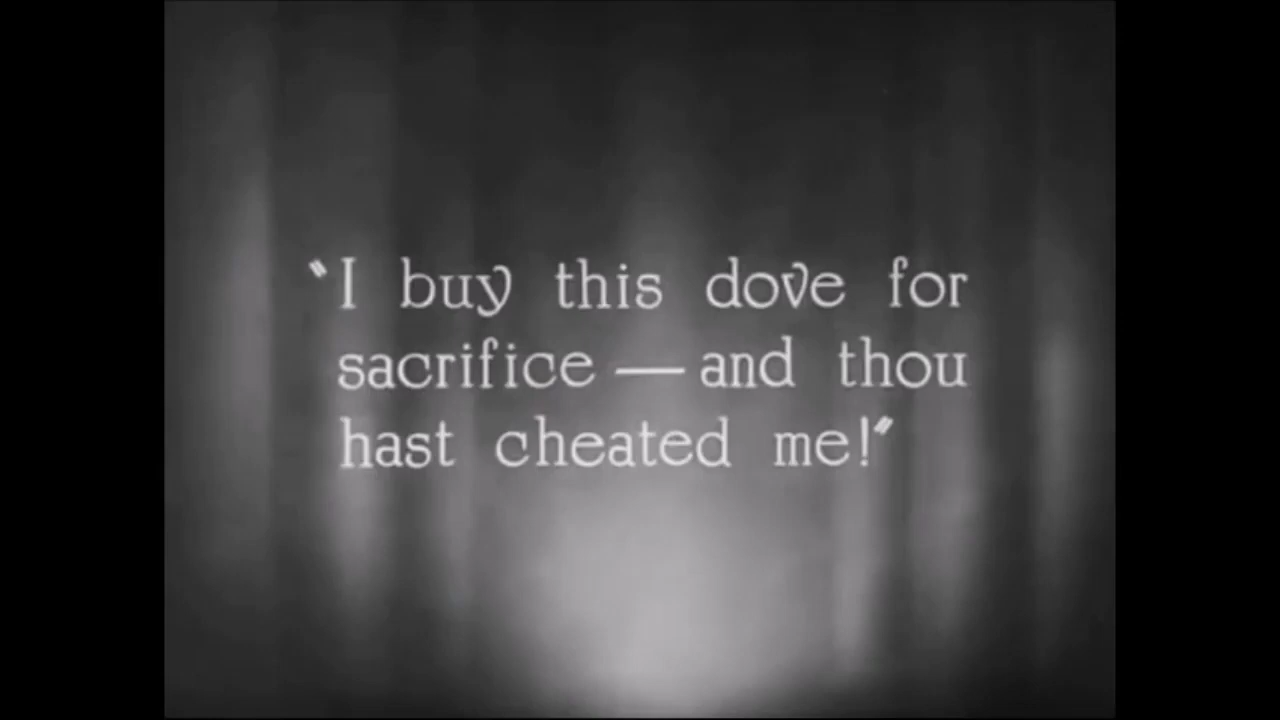 "I buy this dove for
sacrifice — and thou
hast cheated me!"